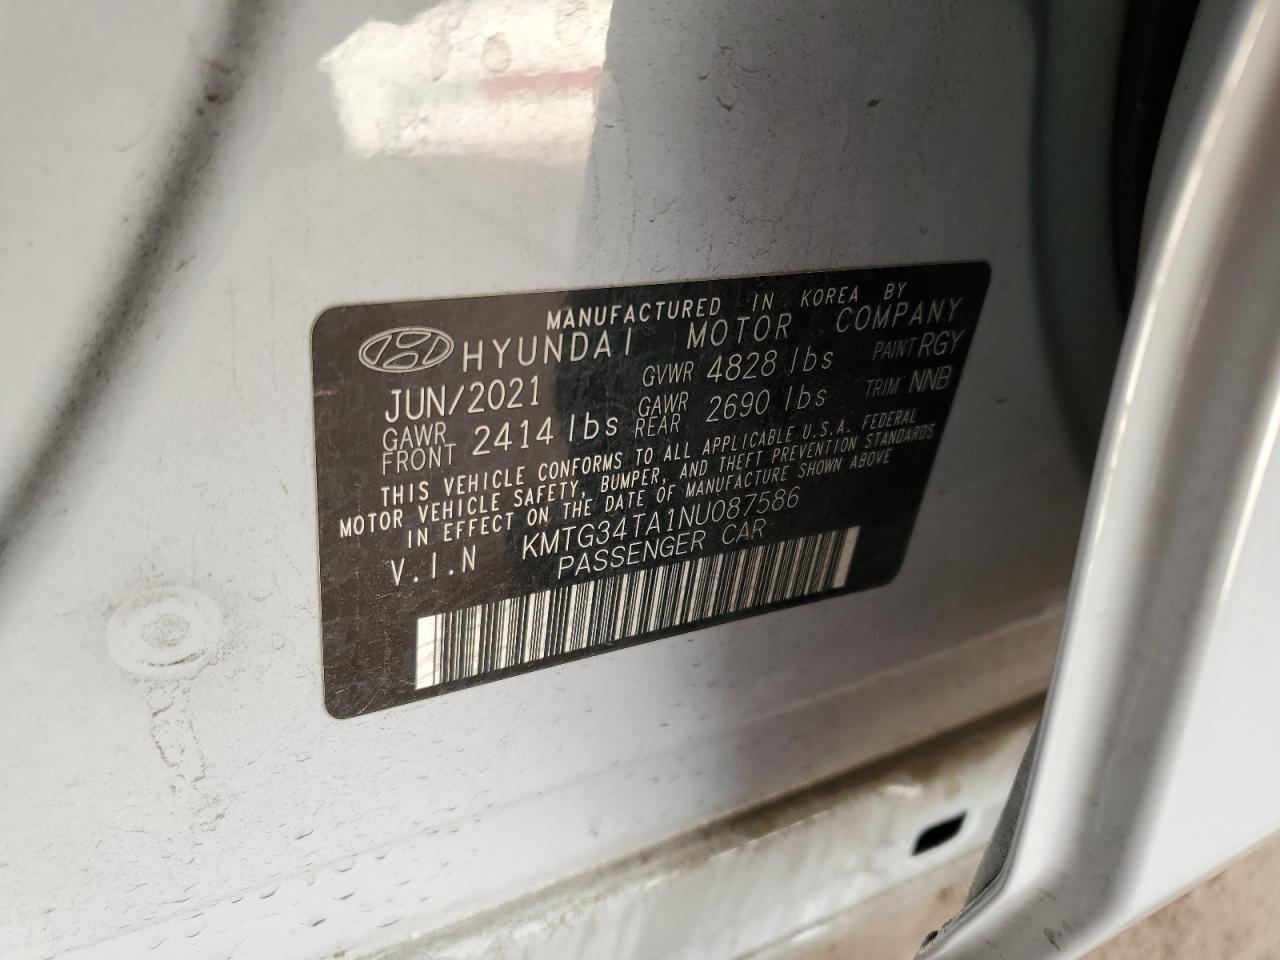 MANUFACTURED IN KOREA BY
HYUNDAI MOTOR COMPANY
JUN/2021 GVWR 4828 lbs PAINT RGY
GAWR FRONT 2414 lbs GAWR REAR 2690 lbs TRIM NNB
THIS VEHICLE CONFORMS TO ALL APPLICABLE U.S.A. FEDERAL
MOTOR VEHICLE SAFETY, BUMPER, AND THEFT PREVENTION STANDARDS
IN EFFECT ON THE DATE OF MANUFACTURE SHOWN ABOVE
V.I.N KMTG34TA1NU087586
PASSENGER CAR